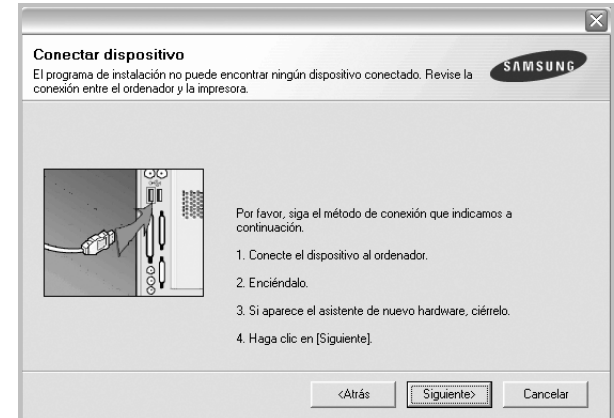 Conectar dispositivo
El programa de instalación no puede encontrar ningún dispositivo conectado. Revise la
conexión entre el ordenador y la impresora.
SAMSUNG
Por favor, siga el método de conexión que indicamos a
continuación.
1. Conecte el dispositivo al ordenador.
2. Enciéndalo.
3. Si aparece el asistente de nuevo hardware, ciérrelo.
4. Haga clic en [Siguiente].
<Atrás
Siguiente>
Cancelar